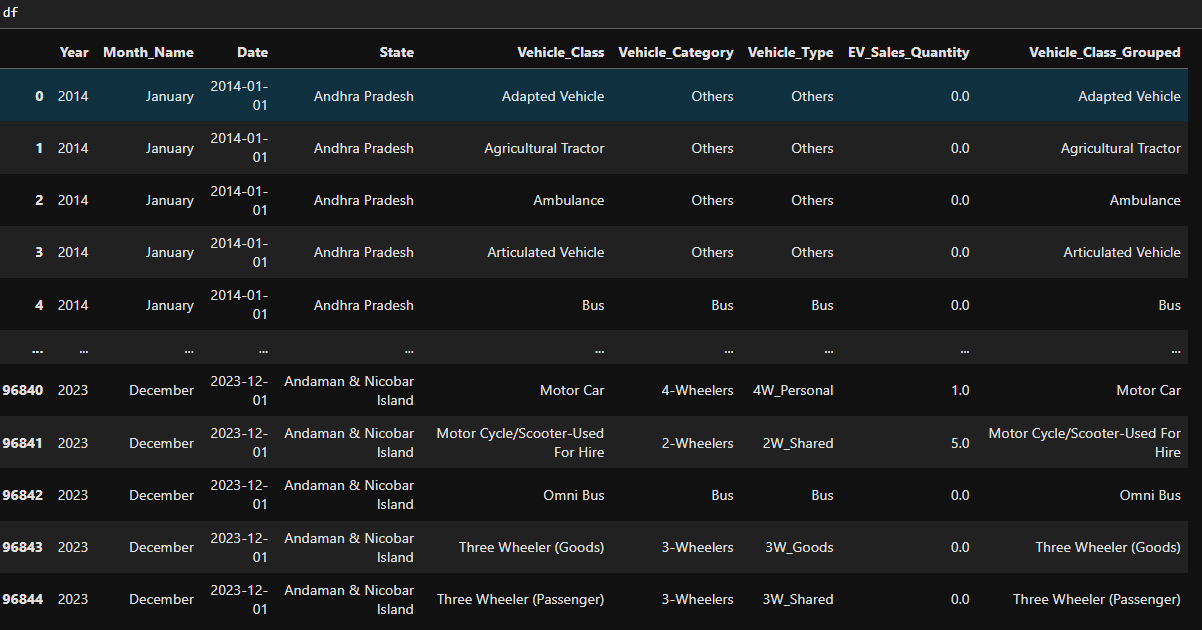 df
Year Month_Name Date State Vehicle_Class Vehicle_Category Vehicle_Type EV_Sales_Quantity Vehicle_Class_Grouped
0 2014 January 2014-01-01 Andhra Pradesh Adapted Vehicle Others Others 0.0 Adapted Vehicle
1 2014 January 2014-01-01 Andhra Pradesh Agricultural Tractor Others Others 0.0 Agricultural Tractor
2 2014 January 2014-01-01 Andhra Pradesh Ambulance Others Others 0.0 Ambulance
3 2014 January 2014-01-01 Andhra Pradesh Articulated Vehicle Others Others 0.0 Articulated Vehicle
4 2014 January 2014-01-01 Andhra Pradesh Bus Bus Bus 0.0 Bus
... ... ... ... ... ... ... ... ... ...
96840 2023 December 2023-12-01 Andaman & Nicobar Island Motor Car 4-Wheelers 4W_Personal 1.0 Motor Car
96841 2023 December 2023-12-01 Andaman & Nicobar Island Motor Cycle/Scooter-Used For Hire 2-Wheelers 2W_Shared 5.0 Motor Cycle/Scooter-Used For Hire
96842 2023 December 2023-12-01 Andaman & Nicobar Island Omni Bus Bus Bus 0.0 Omni Bus
96843 2023 December 2023-12-01 Andaman & Nicobar Island Three Wheeler (Goods) 3-Wheelers 3W_Goods 0.0 Three Wheeler (Goods)
96844 2023 December 2023-12-01 Andaman & Nicobar Island Three Wheeler (Passenger) 3-Wheelers 3W_Shared 0.0 Three Wheeler (Passenger)